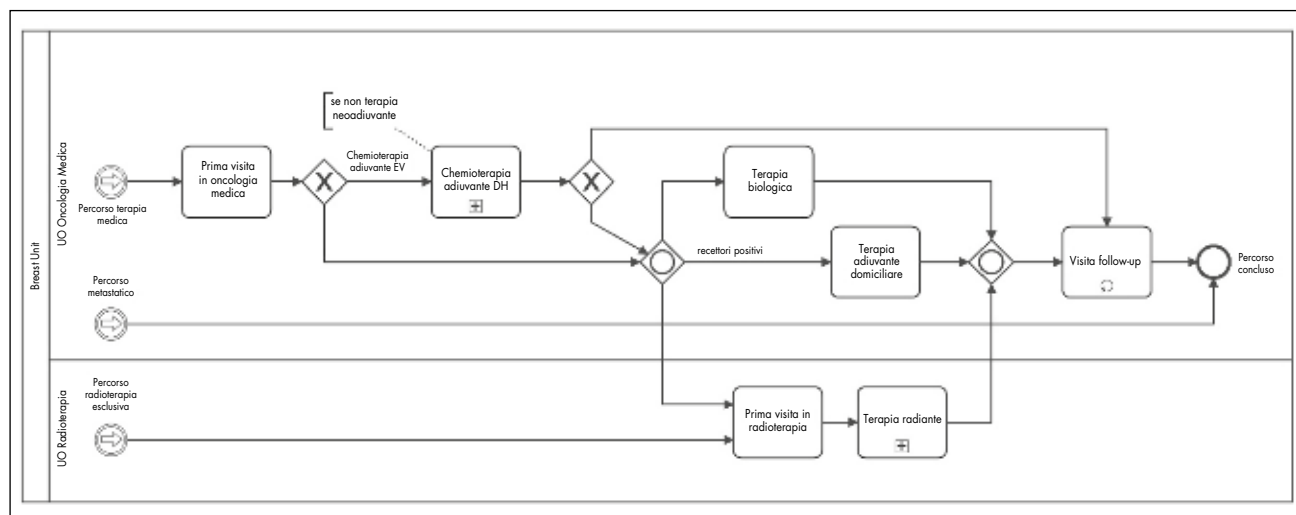 Breast Unit
UO Oncologia Medica
se non terapia
neoadiuvante
Prima visita
in oncologia
medica
Chemioterapia
adiuvante EV
Chemioterapia
adiuvante DH
Terapia
biologica
Percorso terapia
medica
recettori positivi
Terapia
adiuvante
domiciliare
Visita follow-up
Percorso
concluso
Percorso
metastatico
UO Radioterapia
Percorso
radioterapia
esclusiva
Prima visita in
radioterapia
Terapia radiante